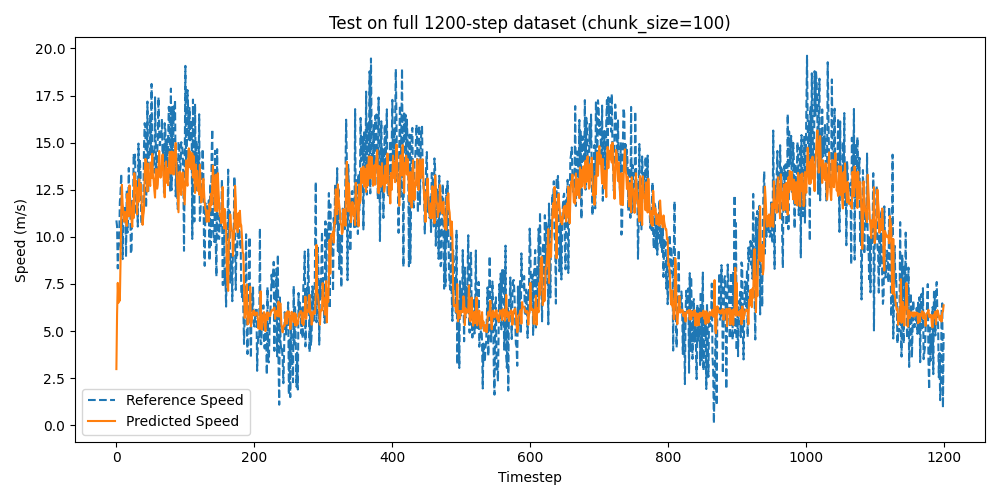 Test on full 1200-step dataset (chunk_size=100)
20.0
17.5
15.0
12.5
10.0
7.5
5.0
2.5
0.0
Speed (m/s)
Reference Speed
Predicted Speed
0 200 400 600 800 1000 1200
Timestep